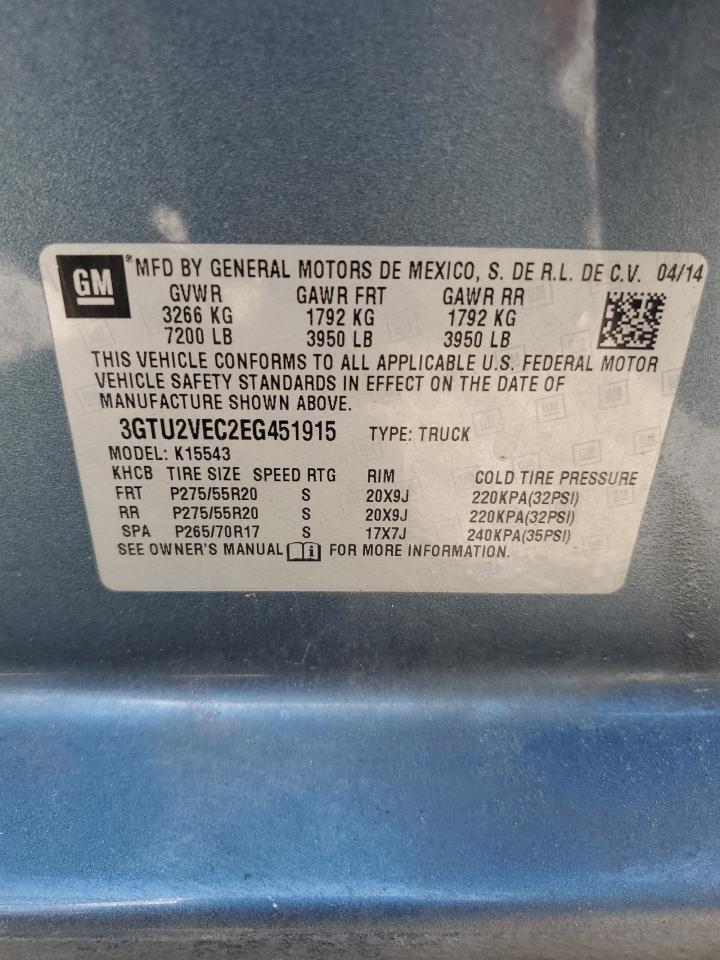 GM ® MFD BY GENERAL MOTORS DE MEXICO, S. DE R.L. DE C.V. 04/14
GVWR GAWR FRT GAWR RR
3266 KG 1792 KG 1792 KG
7200 LB 3950 LB 3950 LB
THIS VEHICLE CONFORMS TO ALL APPLICABLE U.S. FEDERAL MOTOR
VEHICLE SAFETY STANDARDS IN EFFECT ON THE DATE OF
MANUFACTURE SHOWN ABOVE.
3GTU2VEC2EG451915 TYPE: TRUCK
MODEL: K15543
KHCB TIRE SIZE SPEED RTG RIM COLD TIRE PRESSURE
FRT P275/55R20 S 20X9J 220KPA(32PSI)
RR P275/55R20 S 20X9J 220KPA(32PSI)
SPA P265/70R17 S 17X7J 240KPA(35PSI)
SEE OWNER'S MANUAL i FOR MORE INFORMATION.